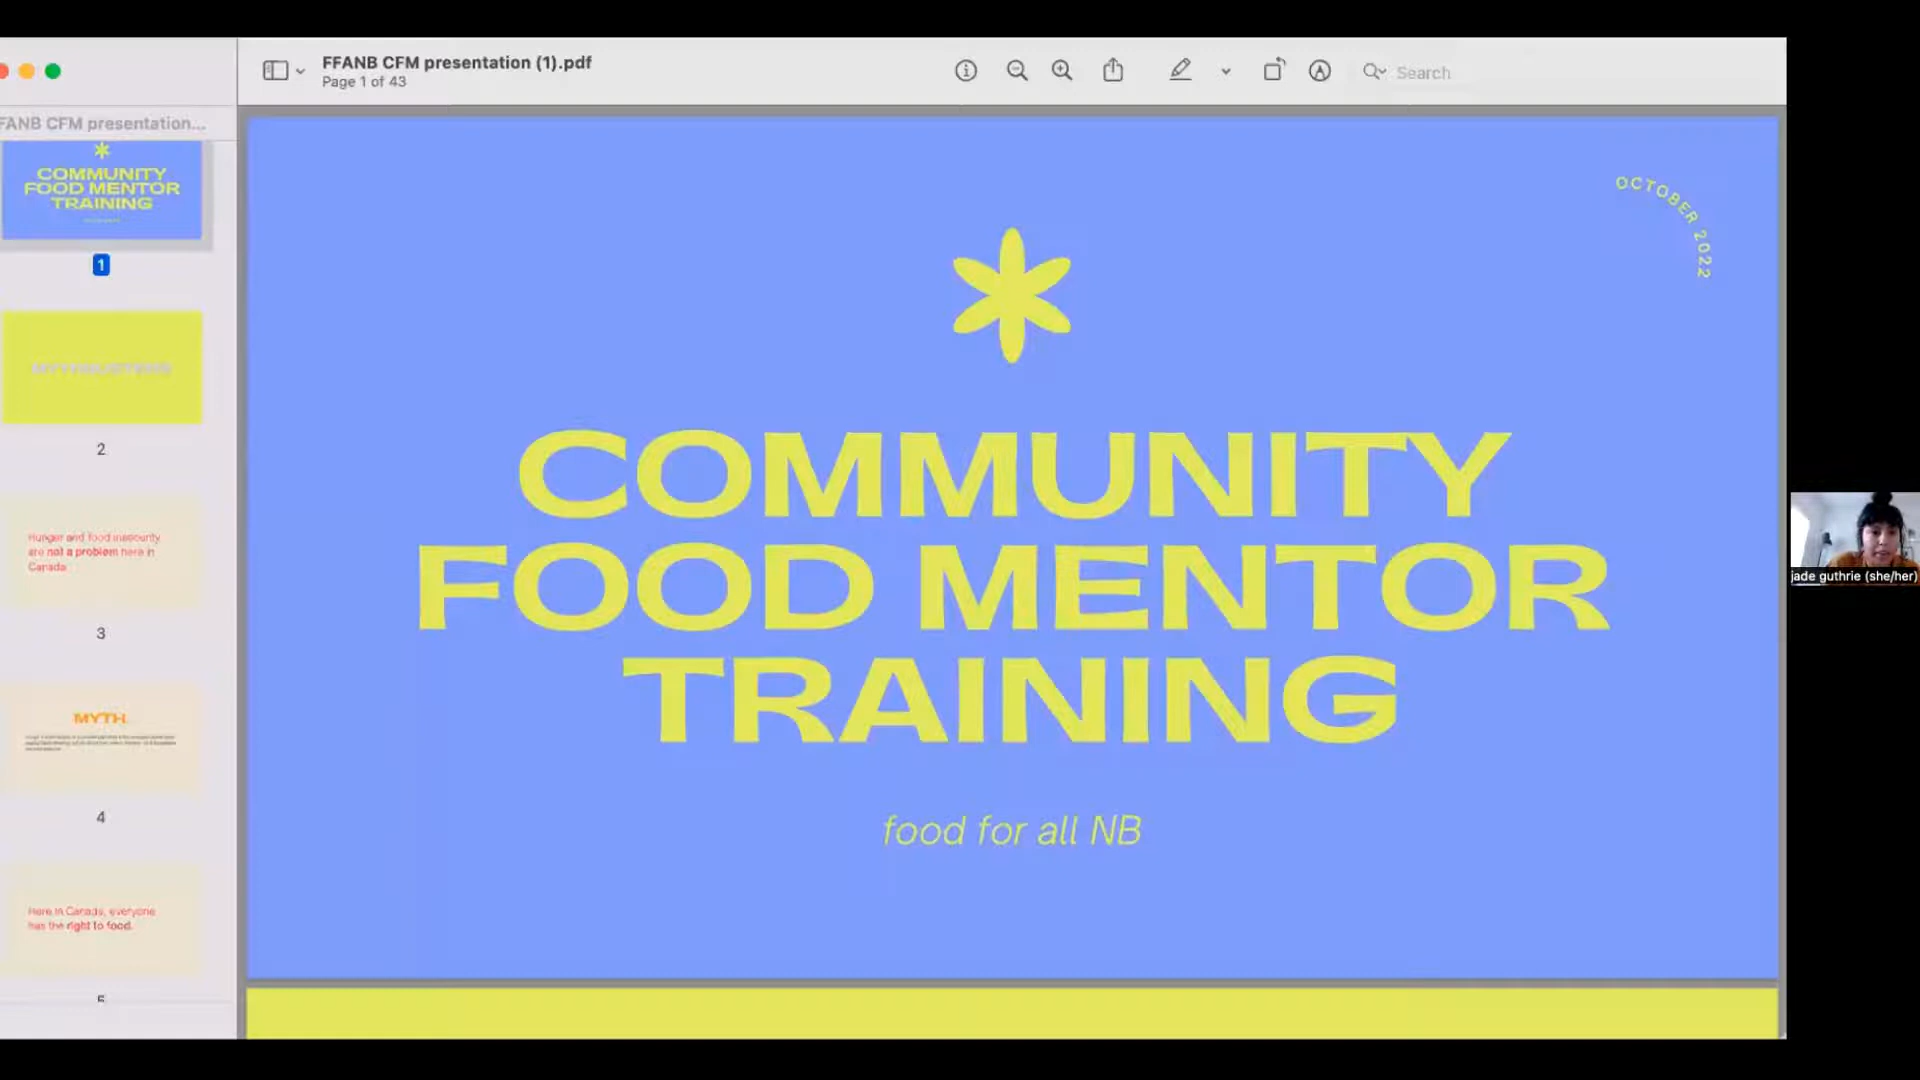 FFANB CFM presentation (1).pdf
Page 1 of 43
Search
FANB CFM presentation...
COMMUNITY
FOOD MENTOR
TRAINING
1
MYTHBUSTERS
2
Hunger and food insecurity
are not a problem here in
Canada
3
MYTH.
4
Here in Canada, everyone
has the right to food.
5
OCTOBER 2022
COMMUNITY
FOOD MENTOR
TRAINING
food for all NB
jade guthrie (she/her)